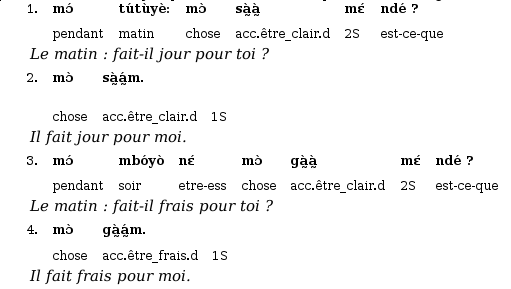 1. mɔ́ tútùyè: mɔ̀ sà̰à̰ mɛ́ ndé ?
pendant matin chose acc.être_clair.d 2S est-ce-que
Le matin : fait-il jour pour toi ?
2. mɔ̀ sà̰á̰m.
chose acc.être_clair.d 1S
Il fait jour pour moi.
3. mɔ́ mbóyò nɛ́ mɔ̀ gà̰à̰ mɛ́ ndé ?
pendant soir etre-ess chose acc.être_clair.d 2S est-ce-que
Le matin : fait-il frais pour toi ?
4. mɔ̀ gà̰á̰m.
chose acc.être_frais.d 1S
Il fait frais pour moi.